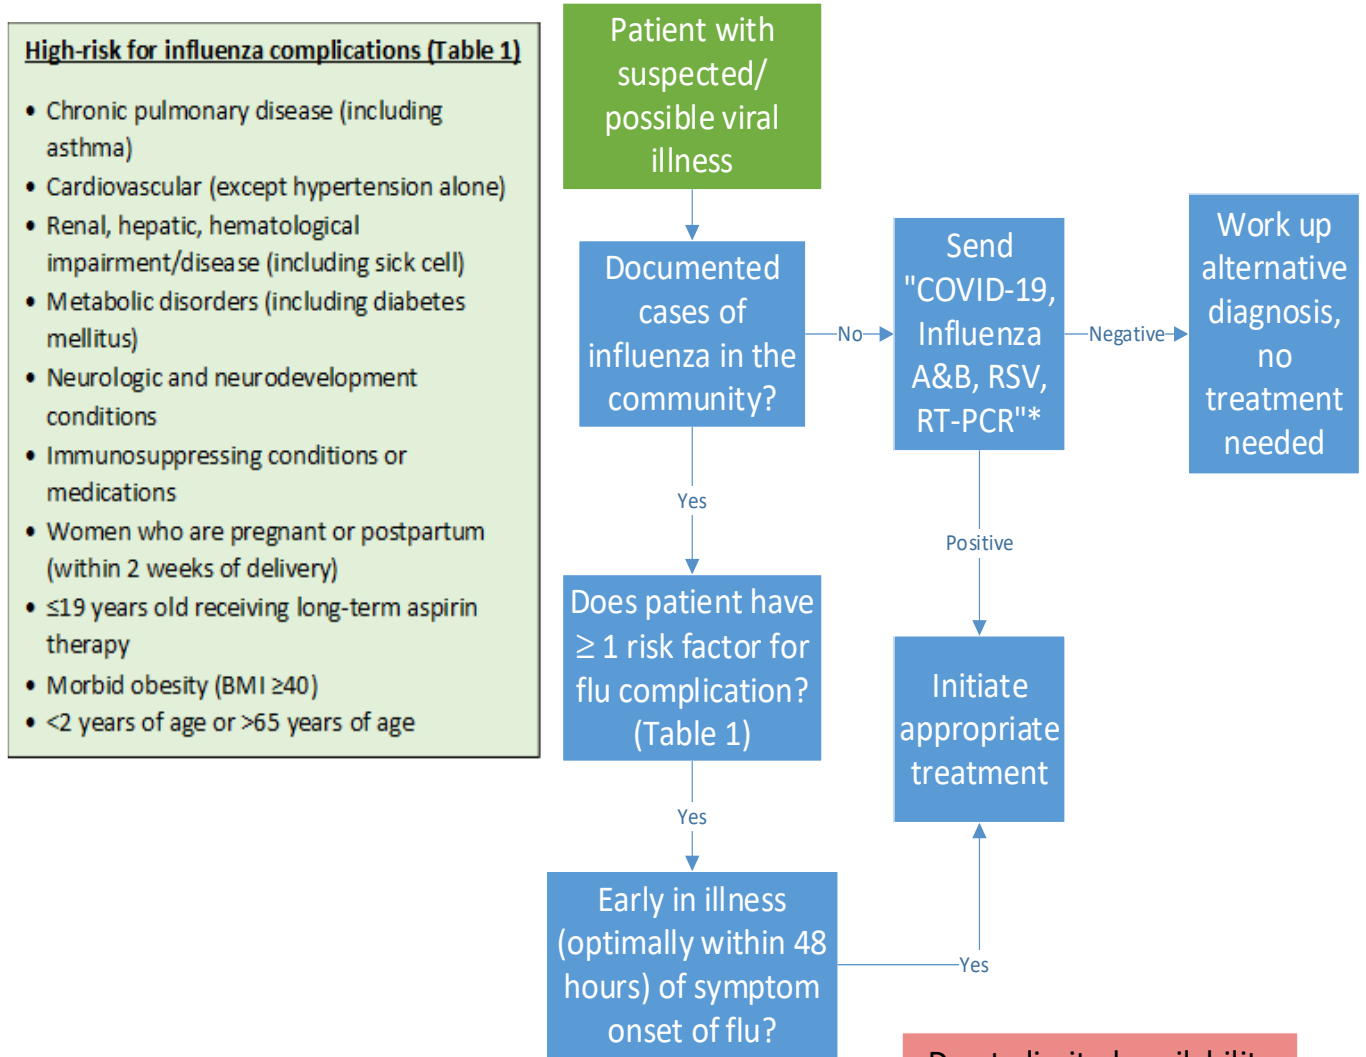 High-risk for influenza complications (Table 1)
• Chronic pulmonary disease (including
asthma)
• Cardiovascular (except hypertension alone)
• Renal, hepatic, hematological
impairment/disease (including sick cell)
• Metabolic disorders (including diabetes
mellitus)
• Neurologic and neurodevelopment
conditions
• Immunosuppressing conditions or
medications
• Women who are pregnant or postpartum
(within 2 weeks of delivery)
• ≤19 years old receiving long-term aspirin
therapy
• Morbid obesity (BMI ≥40)
• <2 years of age or >65 years of age
Patient with
suspected/
possible viral
illness
Documented
cases of
influenza in the
community?
No
Send
"COVID-19,
Influenza
A&B, RSV,
RT-PCR"*
Negative
Work up
alternative
diagnosis,
no
treatment
needed
Yes
Positive
Does patient have
≥ 1 risk factor for
flu complication?
(Table 1)
Initiate
appropriate
treatment
Yes
Early in illness
(optimally within 48
hours) of symptom
onset of flu?
Yes